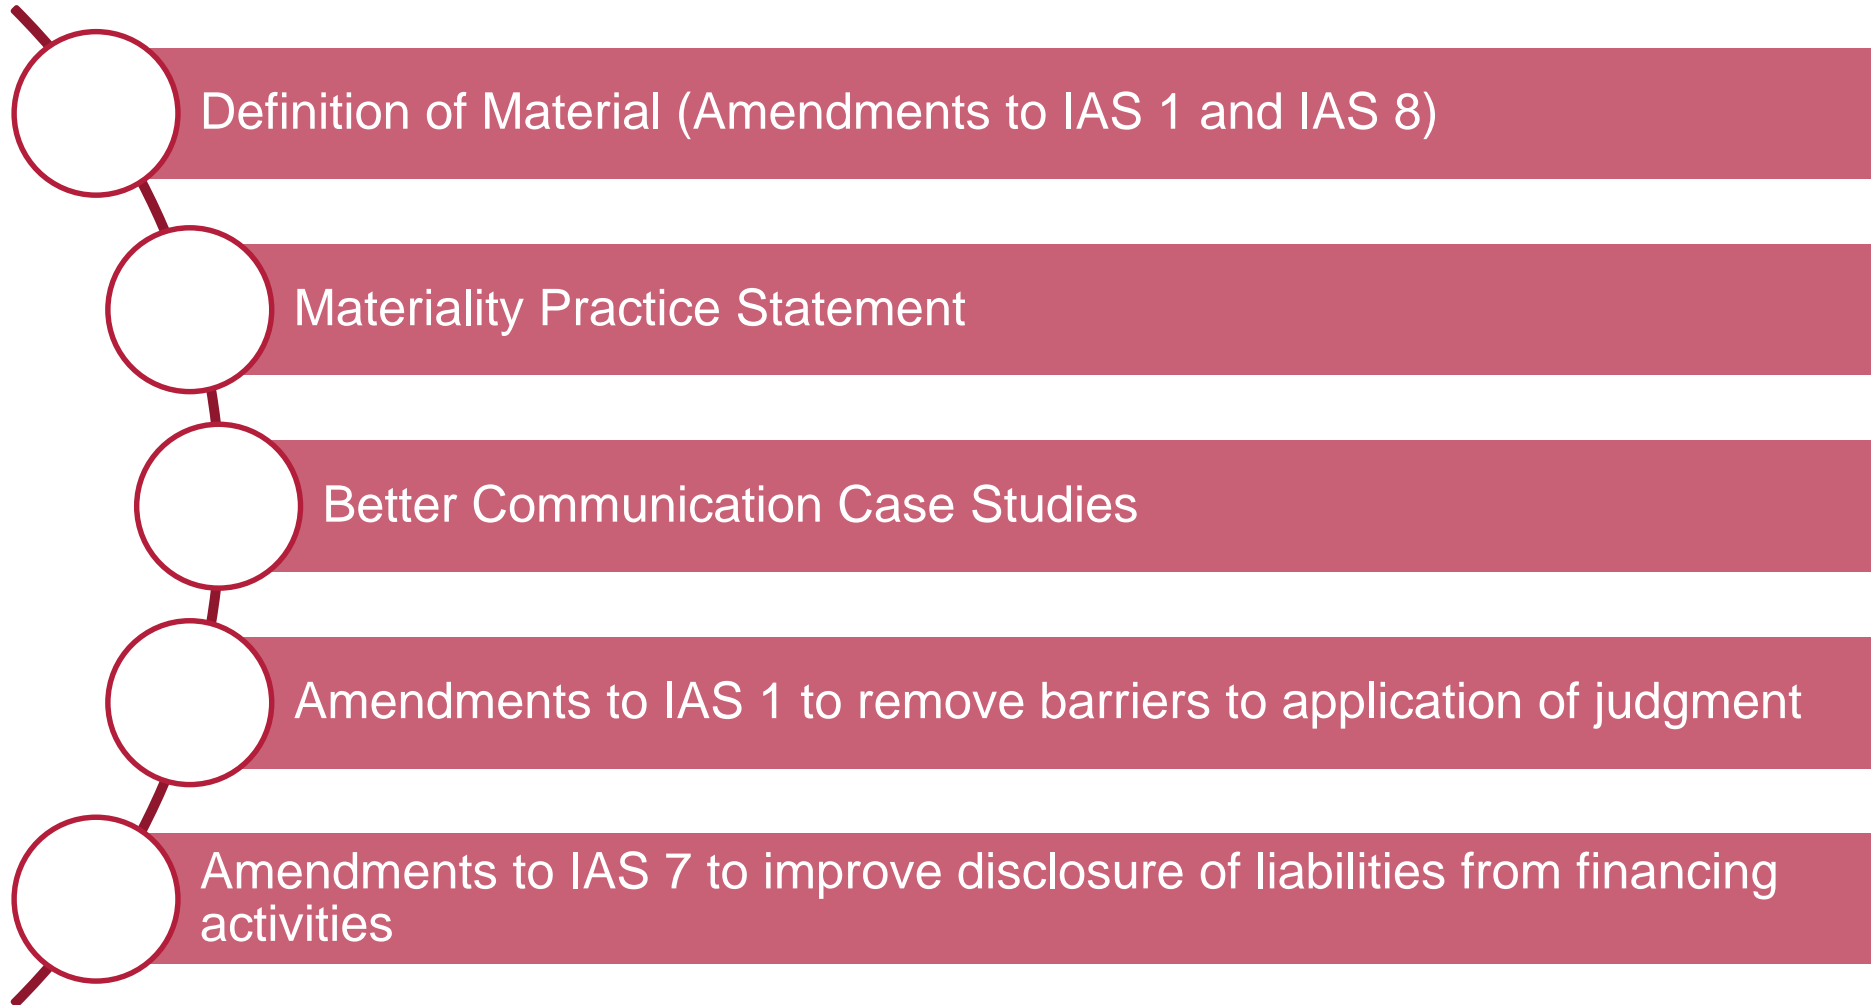 Definition of Material (Amendments to IAS 1 and IAS 8)
Materiality Practice Statement
Better Communication Case Studies
Amendments to IAS 1 to remove barriers to application of judgment
Amendments to IAS 7 to improve disclosure of liabilities from financing
activities